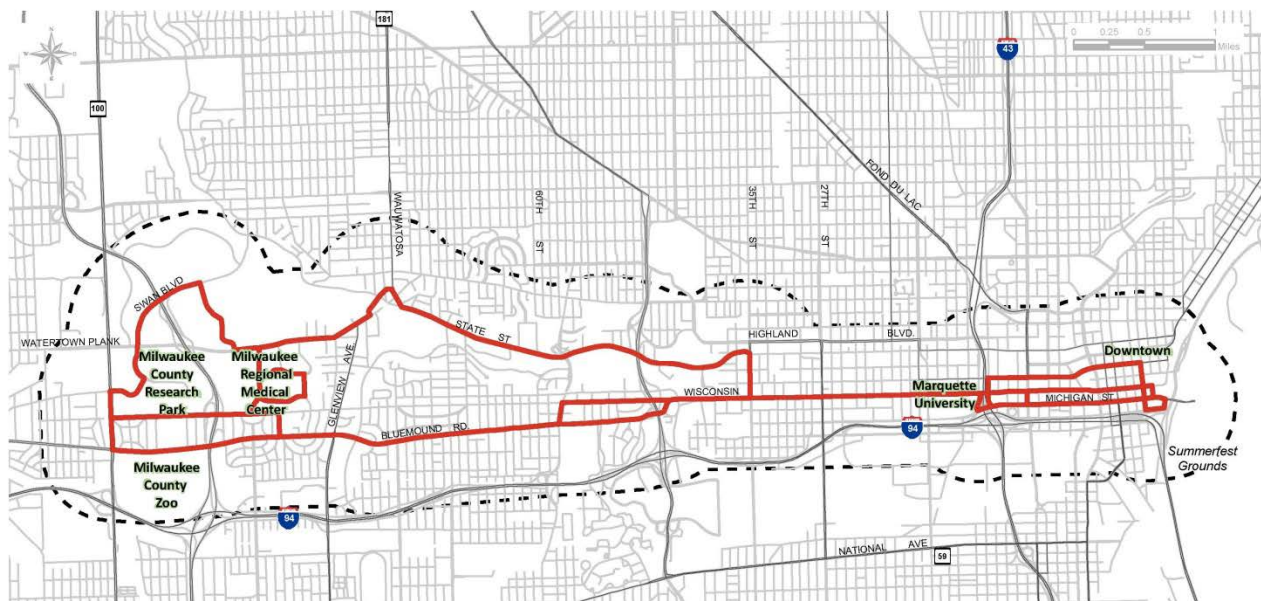 181
N
W
E
S
43
0
0.25
0.5
1
Miles
100
FOND DU LAC
WAUWATOSA
60TH
ST
35TH
ST
27TH
ST
SWAN BLVD
STATE ST
HIGHLAND
BLVD.
WATERTOWN PLANK
Milwaukee
County
Research
Park
Milwaukee
Regional
Medical
Center
GLENVIEW AVE.
Downtown
WISCONSIN
Marquette
University
MICHIGAN ST
BLUEMOUND RD.
94
Summerfest
Grounds
Milwaukee
County
Zoo
94
NATIONAL AVE
59